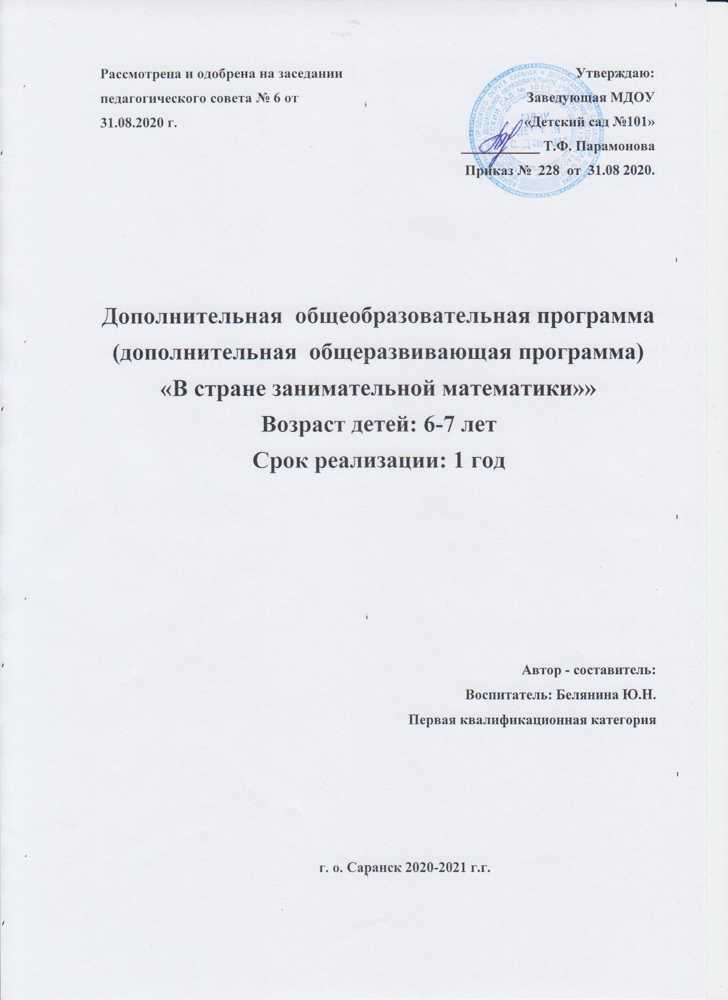 Рассмотрена и одобрена на заседании
педагогического совета № 6 от
31.08.2020 г.
Утверждаю:
Заведующая МДОУ
«Детский сад №101»
___________ Т.Ф. Парамонова
Приказ № 228 от 31.08 2020.
Дополнительная общеобразовательная программа
(дополнительная общеразвивающая программа)
«В стране занимательной математики»»
Возраст детей: 6-7 лет
Срок реализации: 1 год
Автор - составитель:
Воспитатель: Белянина Ю.Н.
Первая квалификационная категория
г. о. Саранск 2020-2021 г.г.